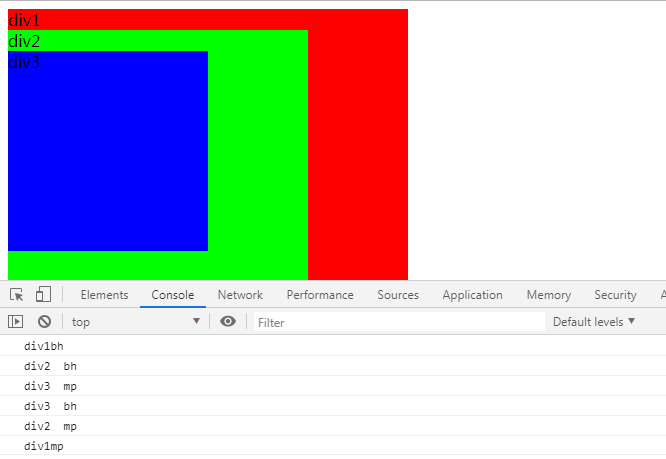 div1
div2
div3
Elements Console Network Performance Sources Application Memory Security
top Filter Default levels
div1bh
div2  bh
div3  mp
div3  bh
div2  mp
div1mp